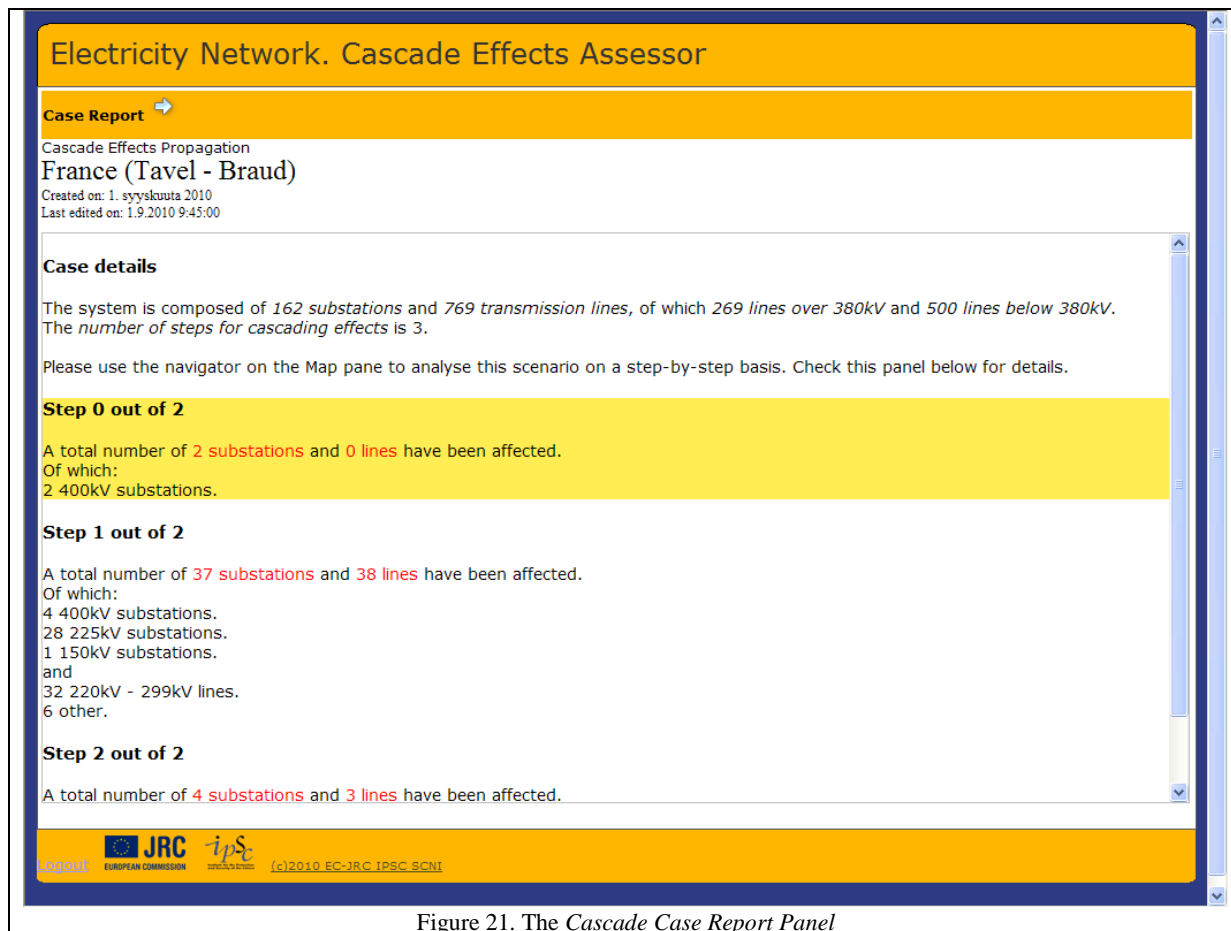 Electricity Network. Cascade Effects Assessor
Case Report
Cascade Effects Propagation
France (Tavel - Braud)
Created on: 1. syyskuuta 2010
Last edited on: 1.9.2010 9:45:00
Case details
The system is composed of 162 substations and 769 transmission lines, of which 269 lines over 380kV and 500 lines below 380kV.
The number of steps for cascading effects is 3.
Please use the navigator on the Map pane to analyse this scenario on a step-by-step basis. Check this panel below for details.
Step 0 out of 2
A total number of 2 substations and 0 lines have been affected.
Of which:
2 400kV substations.
Step 1 out of 2
A total number of 37 substations and 38 lines have been affected.
Of which:
4 400kV substations.
28 225kV substations.
1 150kV substations.
and
32 220kV - 299kV lines.
6 other.
Step 2 out of 2
A total number of 4 substations and 3 lines have been affected.
Logout
JRC
EUROPEAN COMMISSION
ipSc
(c)2010 EC-JRC IPSC SCNI
Figure 21. The Cascade Case Report Panel